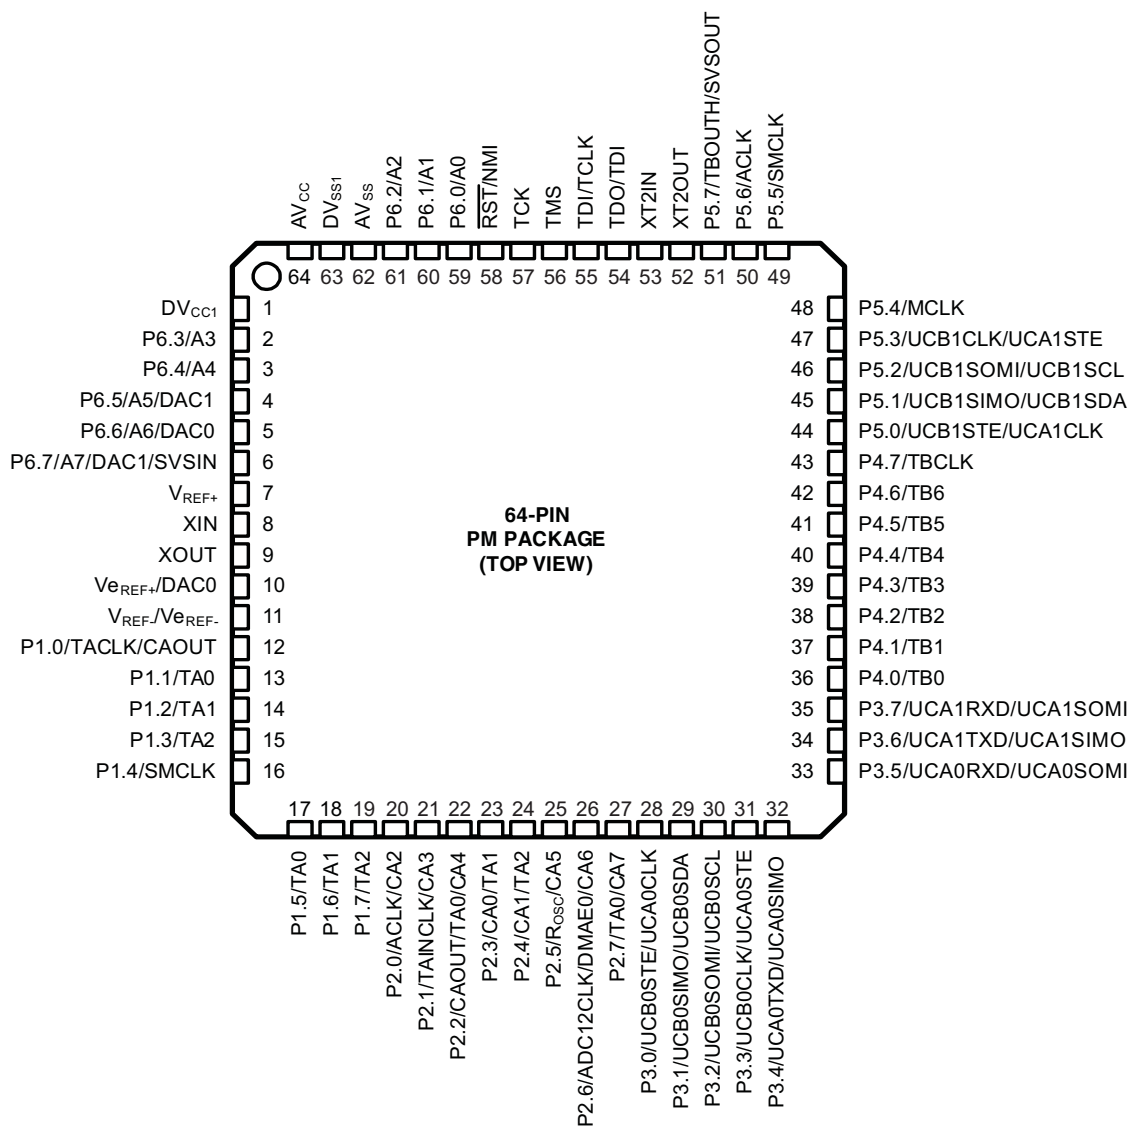 AVCC
DVSS1
AVSS
P6.2/A2
P6.1/A1
P6.0/A0
RST/NMI
TCK
TMS
TDI/TCLK
TDO/TDI
XT2IN
XT2OUT
P5.7/TBOUTH/SVSOUT
P5.6/ACLK
P5.5/SMCLK
64 63 62 61 60 59 58 57 56 55 54 53 52 51 50 49
DVCC1 1
P6.3/A3 2
P6.4/A4 3
P6.5/A5/DAC1 4
P6.6/A6/DAC0 5
P6.7/A7/DAC1/SVSIN 6
VREF+ 7
XIN 8
XOUT 9
VeREF+/DAC0 10
VREF-/VeREF- 11
P1.0/TACLK/CAOUT 12
P1.1/TA0 13
P1.2/TA1 14
P1.3/TA2 15
P1.4/SMCLK 16
64-PIN
PM PACKAGE
(TOP VIEW)
48 P5.4/MCLK
47 P5.3/UCB1CLK/UCA1STE
46 P5.2/UCB1SOMI/UCB1SCL
45 P5.1/UCB1SIMO/UCB1SDA
44 P5.0/UCB1STE/UCA1CLK
43 P4.7/TBCLK
42 P4.6/TB6
41 P4.5/TB5
40 P4.4/TB4
39 P4.3/TB3
38 P4.2/TB2
37 P4.1/TB1
36 P4.0/TB0
35 P3.7/UCA1RXD/UCA1SOMI
34 P3.6/UCA1TXD/UCA1SIMO
33 P3.5/UCA0RXD/UCA0SOMI
17 18 19 20 21 22 23 24 25 26 27 28 29 30 31 32
P1.5/TA0
P1.6/TA1
P1.7/TA2
P2.0/ACLK/CA2
P2.1/TAINCLK/CA3
P2.2/CAOUT/TA0/CA4
P2.3/CA0/TA1
P2.4/CA1/TA2
P2.5/ROSC/CA5
P2.6/ADC12CLK/DMAE0/CA6
P2.7/TA0/CA7
P3.0/UCB0STE/UCA0CLK
P3.1/UCB0SIMO/UCB0SDA
P3.2/UCB0SOMI/UCB0SCL
P3.3/UCB0CLK/UCA0STE
P3.4/UCA0TXD/UCA0SIMO